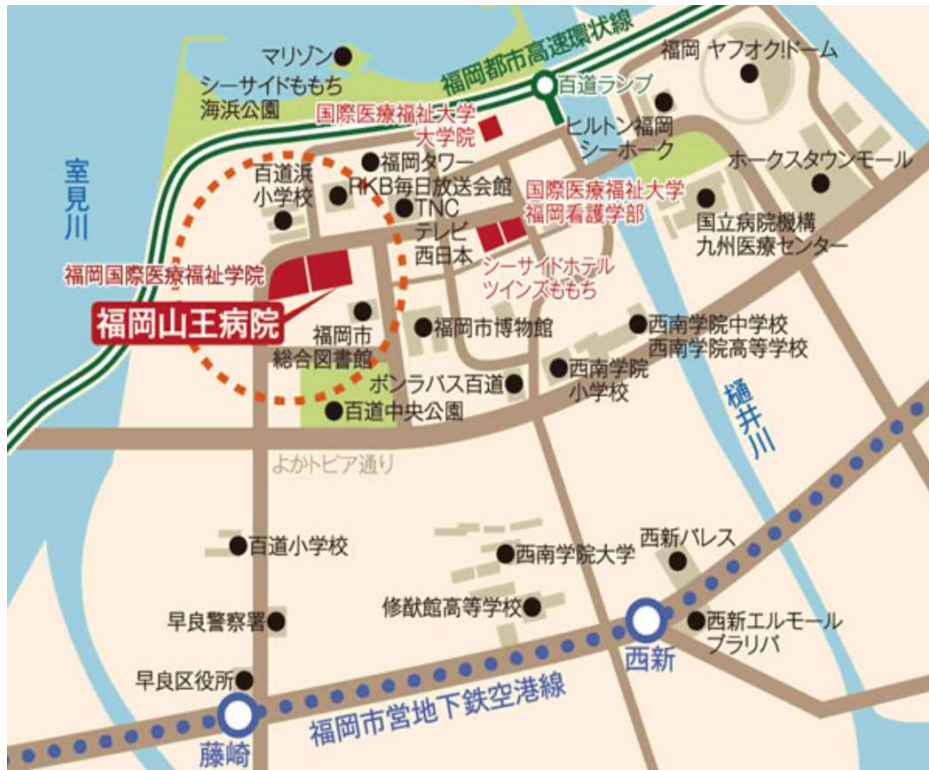 マリゾン
シーサイドももち
海浜公園
福岡都市高速環状線
百道ランプ
福岡 ヤフオク!ドーム
国際医療福祉大学
大学院
ヒルトン福岡
シーホーク
ホークスタウンモール
室見川
百道浜
小学校
福岡タワー
RKB毎日放送会館
TNC
テレビ
西日本
国際医療福祉大学
福岡看護学部
国立病院機構
九州医療センター
シーサイドホテル
ツインズももち
福岡国際医療福祉学院
福岡山王病院
福岡市
総合図書館
福岡市博物館
西南学院中学校
西南学院高等学校
西南学院
小学校
ボンラパス百道
百道中央公園
樋井川
よかトピア通り
百道小学校
西南学院大学
西新パレス
修猷館高等学校
早良警察署
西新エルモール
プラリバ
西新
早良区役所
福岡市営地下鉄空港線
藤崎